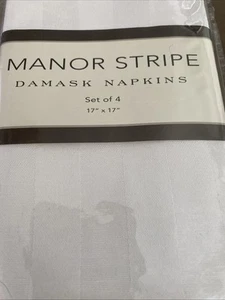 MANOR STRIPE
DAMASK NAPKINS
Set of 4
17" x 17"